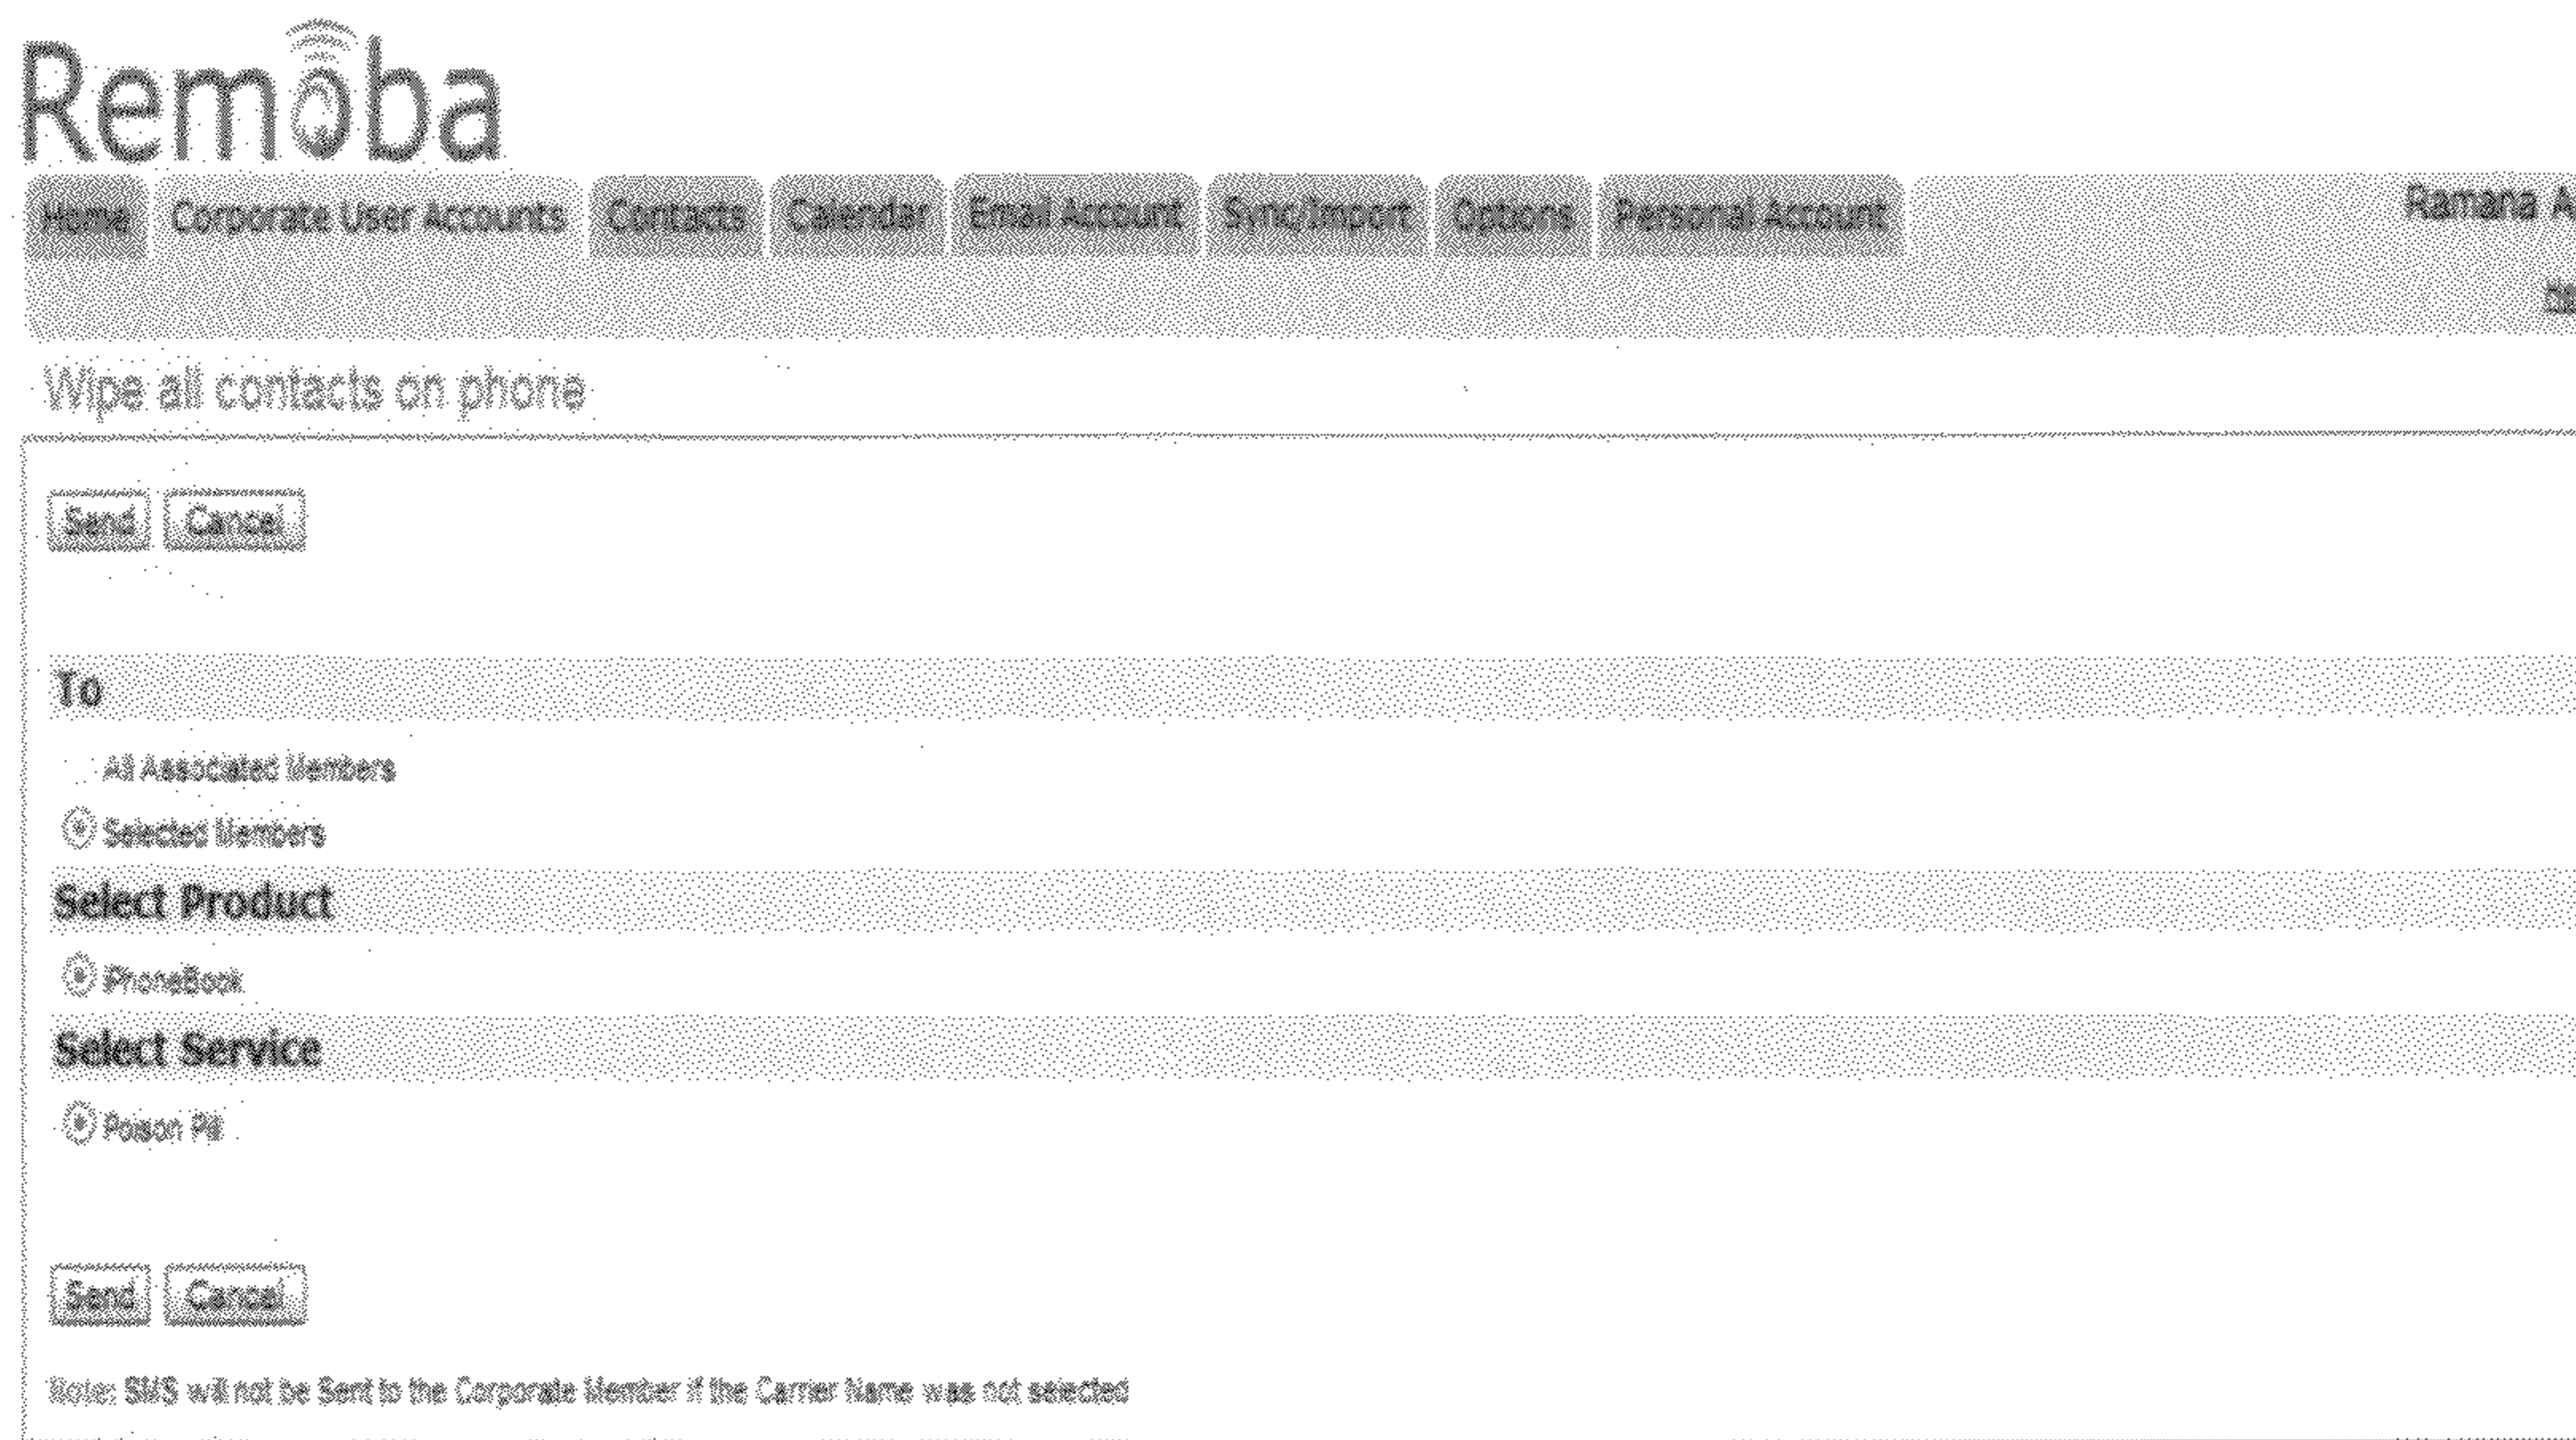 Remoba
Home Corporate User Accounts Contacts Calendar Email Account Sync/Import Options Personal Account Ramana
Wipe all contacts on phone
Send Cancel
To
All Associated Members
Selected Members
Select Product
PhoneBook
Select Service
Poison Pill
Send Cancel
Note: SMS will not be Sent to the Corporate Member if the Carrier Name was not selected